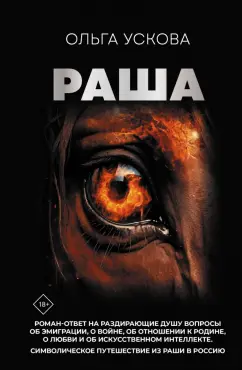 ОЛЬГА УСКОВА
РАША
18+
РОМАН-ОТВЕТ НА РАЗДИРАЮЩИЕ ДУШУ ВОПРОСЫ
ОБ ЭМИГРАЦИИ, О ВОЙНЕ, ОБ ОТНОШЕНИИ К РОДИНЕ,
О ЛЮБВИ И ОБ ИСКУССТВЕННОМ ИНТЕЛЛЕКТЕ.
СИМВОЛИЧЕСКОЕ ПУТЕШЕСТВИЕ ИЗ РАШИ В РОССИЮ